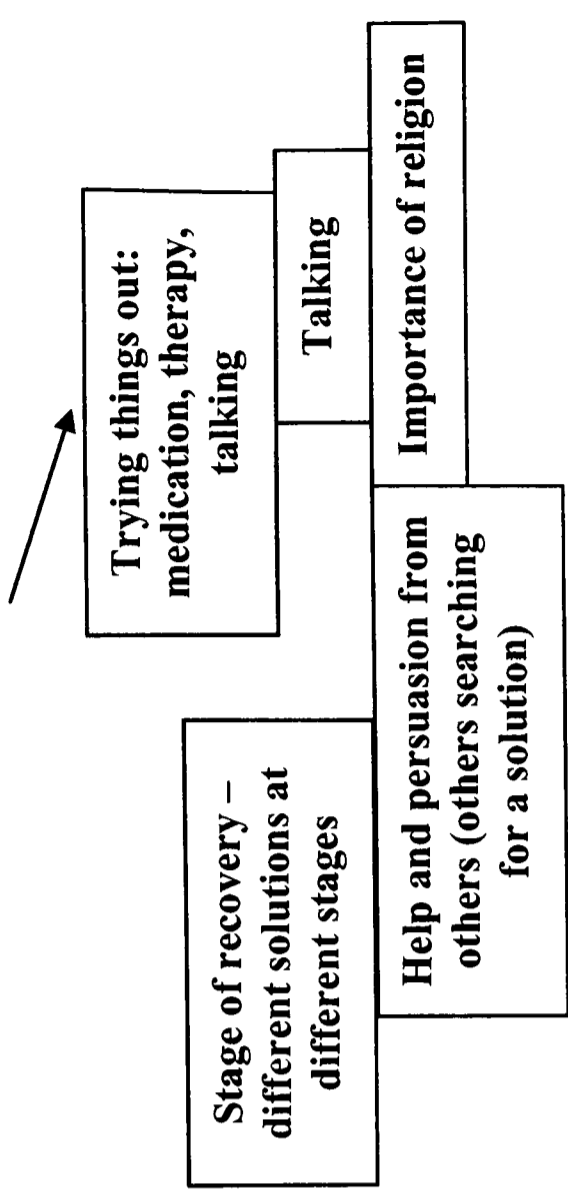 Trying things out:
medication, therapy,
talking
Stage of recovery –
different solutions at
different stages
Talking
Help and persuasion from
others (others searching
for a solution)
Importance of religion